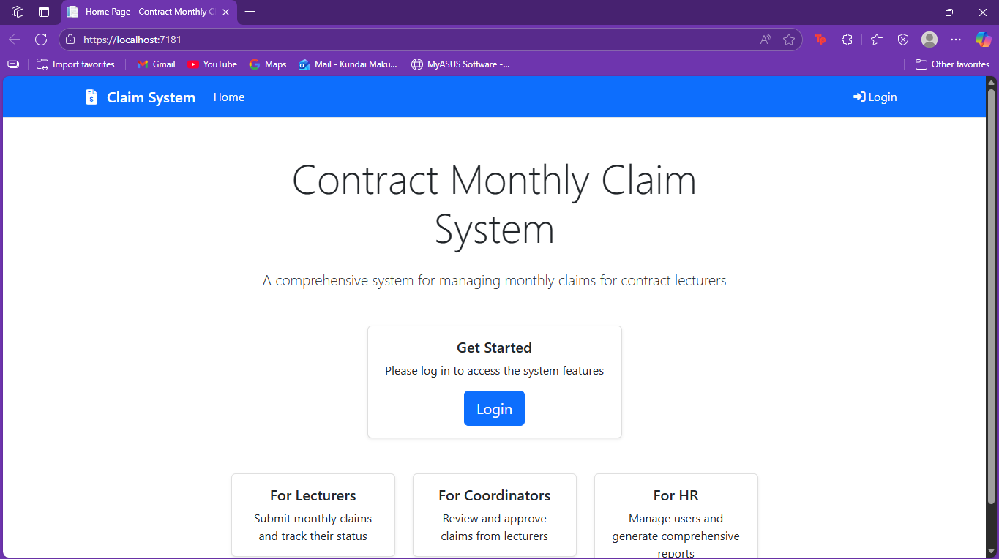 Home Page - Contract Monthly C
https://localhost:7181
Tp
Import favorites
Gmail
YouTube
Maps
Mail - Kundai Maku...
MyASUS Software -...
Other favorites
Claim System
Home
Login
Contract Monthly Claim
System
A comprehensive system for managing monthly claims for contract lecturers
Get Started
Please log in to access the system features
Login
For Lecturers
Submit monthly claims
and track their status
For Coordinators
Review and approve
claims from lecturers
For HR
Manage users and
generate comprehensive
reports